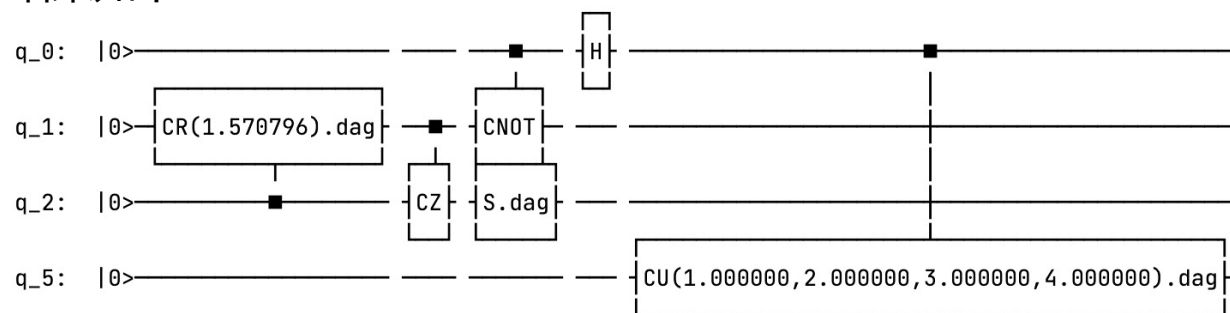 q_0: |0> H
q_1: |0> CR(1.570796).dag CNOT
q_2: |0> CZ S.dag
q_5: |0> CU(1.000000,2.000000,3.000000,4.000000).dag